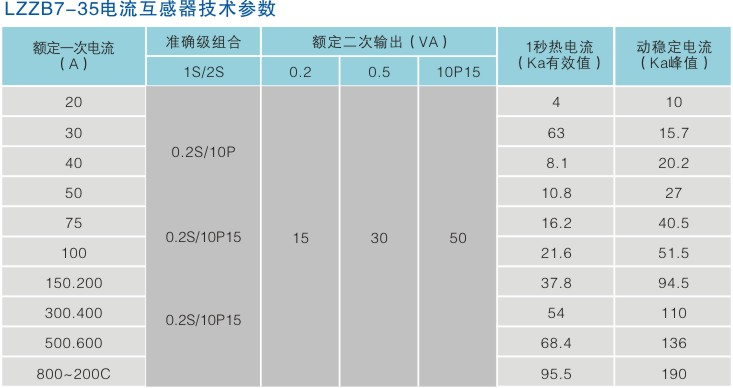 LZZB7-35电流互感器技术参数
额定一次电流（A） 准确级组合 额定二次输出（VA） 1秒热电流（Ka有效值） 动稳定电流（Ka峰值）
1S/2S 0.2 0.5 10P15
20 4 10
30 63 15.7
0.2S/10P
40 8.1 20.2
50 10.8 27
75 16.2 40.5
0.2S/10P15 15 30 50
100 21.6 51.5
150.200 37.8 94.5
300.400 54 110
0.2S/10P15
500.600 68.4 136
800~200C 95.5 190